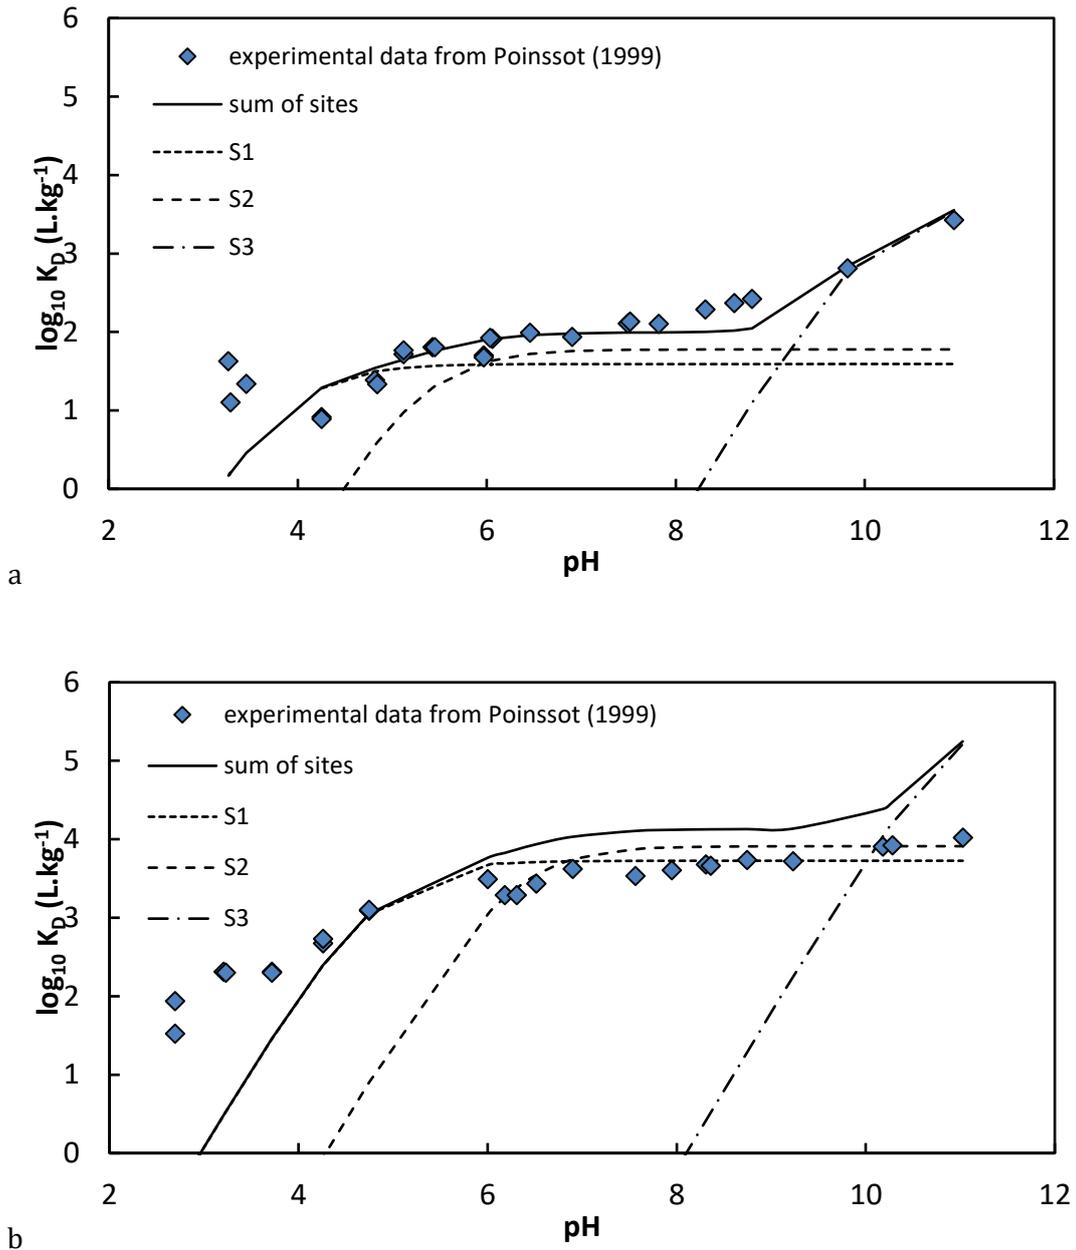 6
5
4
3
2
1
0
log10 KD (L.kg-1)
experimental data from Poinssot (1999)
sum of sites
S1
S2
S3
2 4 6 8 10 12
pH
a
6
5
4
3
2
1
0
log10 KD (L.kg-1)
experimental data from Poinssot (1999)
sum of sites
S1
S2
S3
2 4 6 8 10 12
pH
b